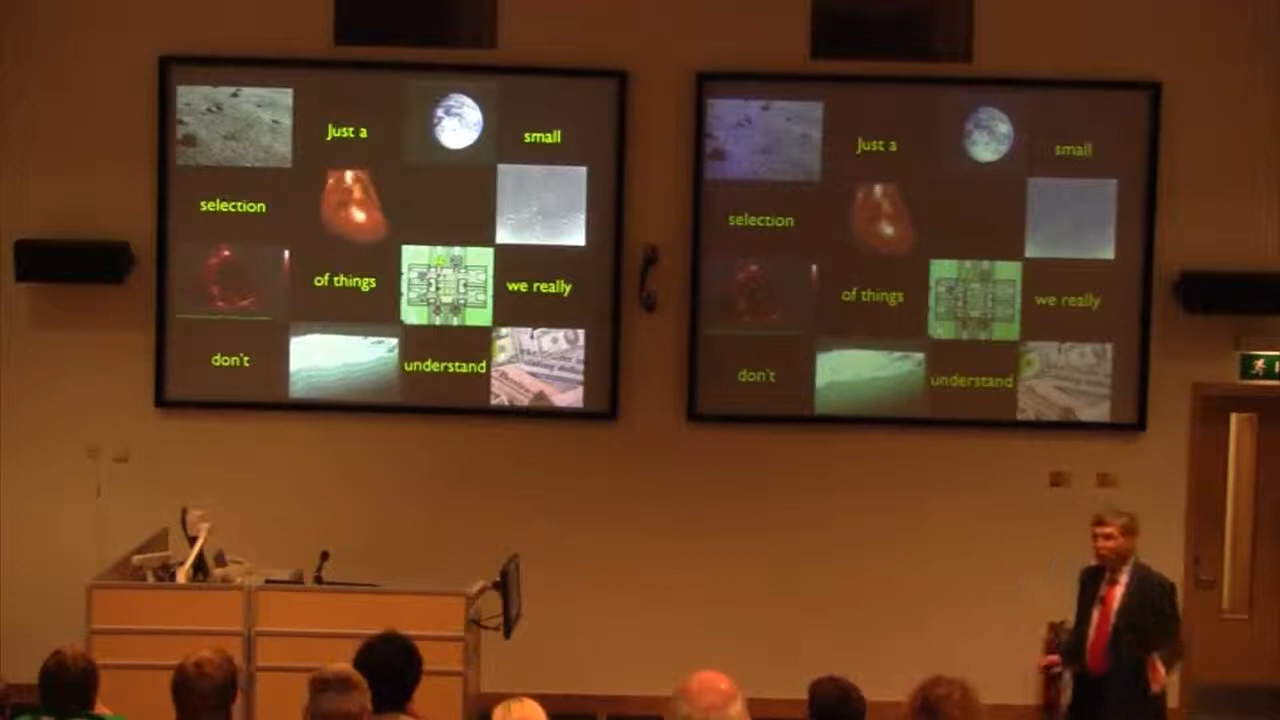 Just a
small
selection
of things
we really
don't
understand
Just a
small
selection
of things
we really
don't
understand